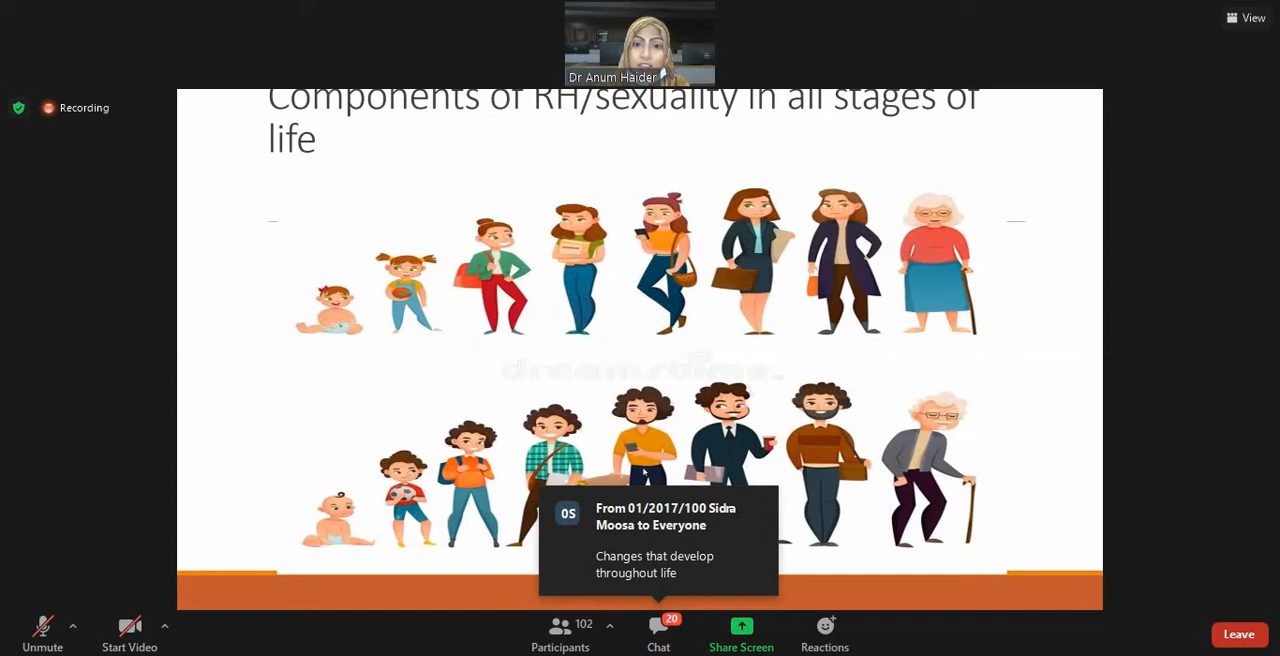 View
Dr Anum Haider
Recording
Components of RH/sexuality in all stages of
life
dreamstime.
OS
From 01/2017/100 Sidra
Moosa to Everyone
Changes that develop
throughout life
102
20
Unmute
Start Video
Participants
Chat
Share Screen
Reactions
Leave